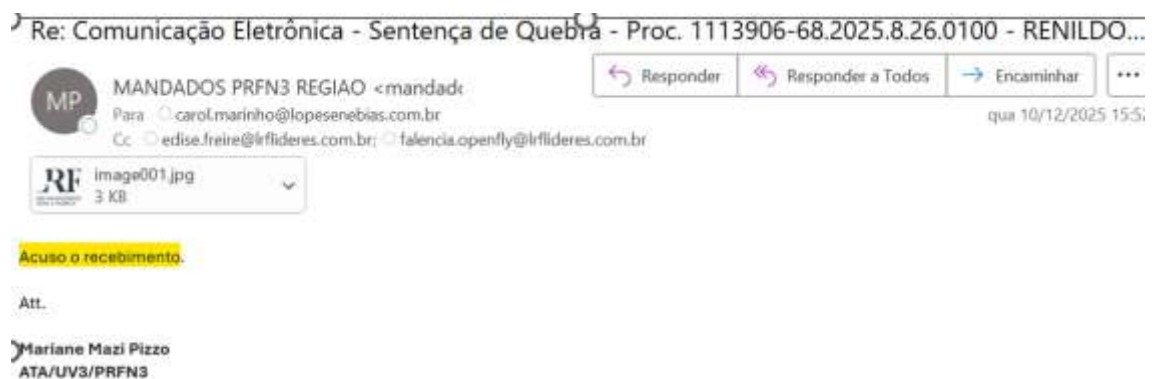 Re: Comunicação Eletrônica - Sentença de Quebra - Proc. 1113906-68.2025.8.26.0100 - RENILDO...
MP
MANDADOS PRFN3 REGIAO <mandad
Responder
Responder a Todos
Encaminhar
...
Para carol.marinho@lopesenebias.com.br
qua 10/12/2025 15:52
Cc edise.freire@lrflideres.com.br; falencia.openfly@lrflideres.com.br
RF
image001.jpg
3 KB
Acuso o recebimento.
Att.
Mariane Mazi Pizzo
ATA/UV3/PRFN3